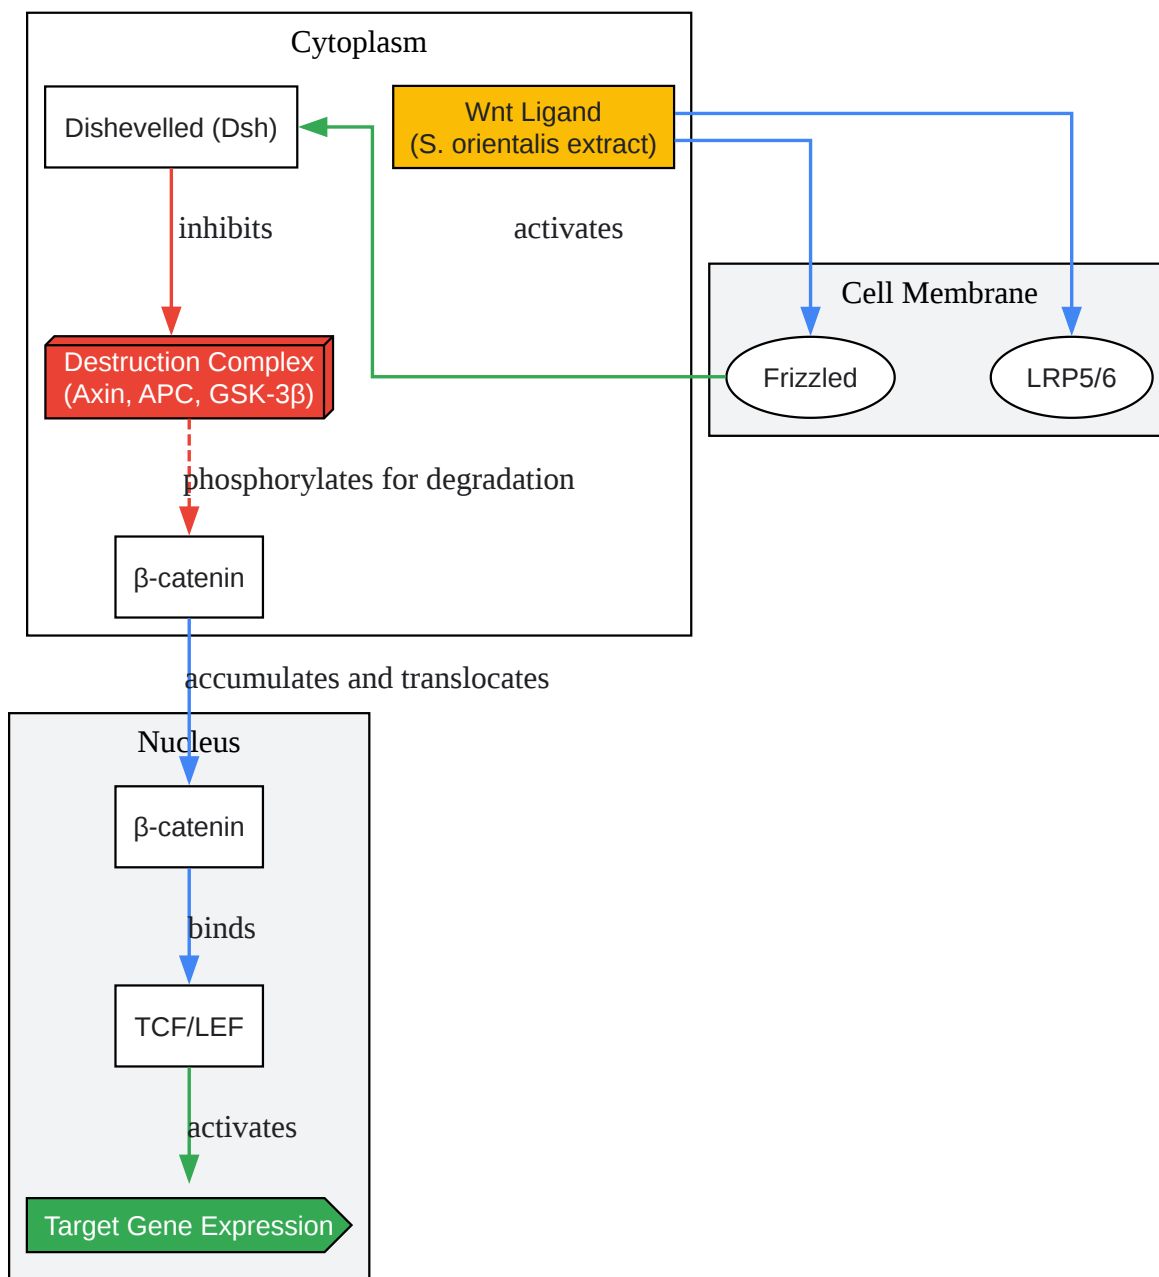 Cytoplasm
Dishevelled (Dsh)
Wnt Ligand
(S. orientalis extract)
inhibits
activates
Cell Membrane
Frizzled
LRP5/6
Destruction Complex
(Axin, APC, GSK-3β)
phosphorylates for degradation
β-catenin
accumulates and translocates
Nucleus
β-catenin
binds
TCF/LEF
activates
Target Gene Expression